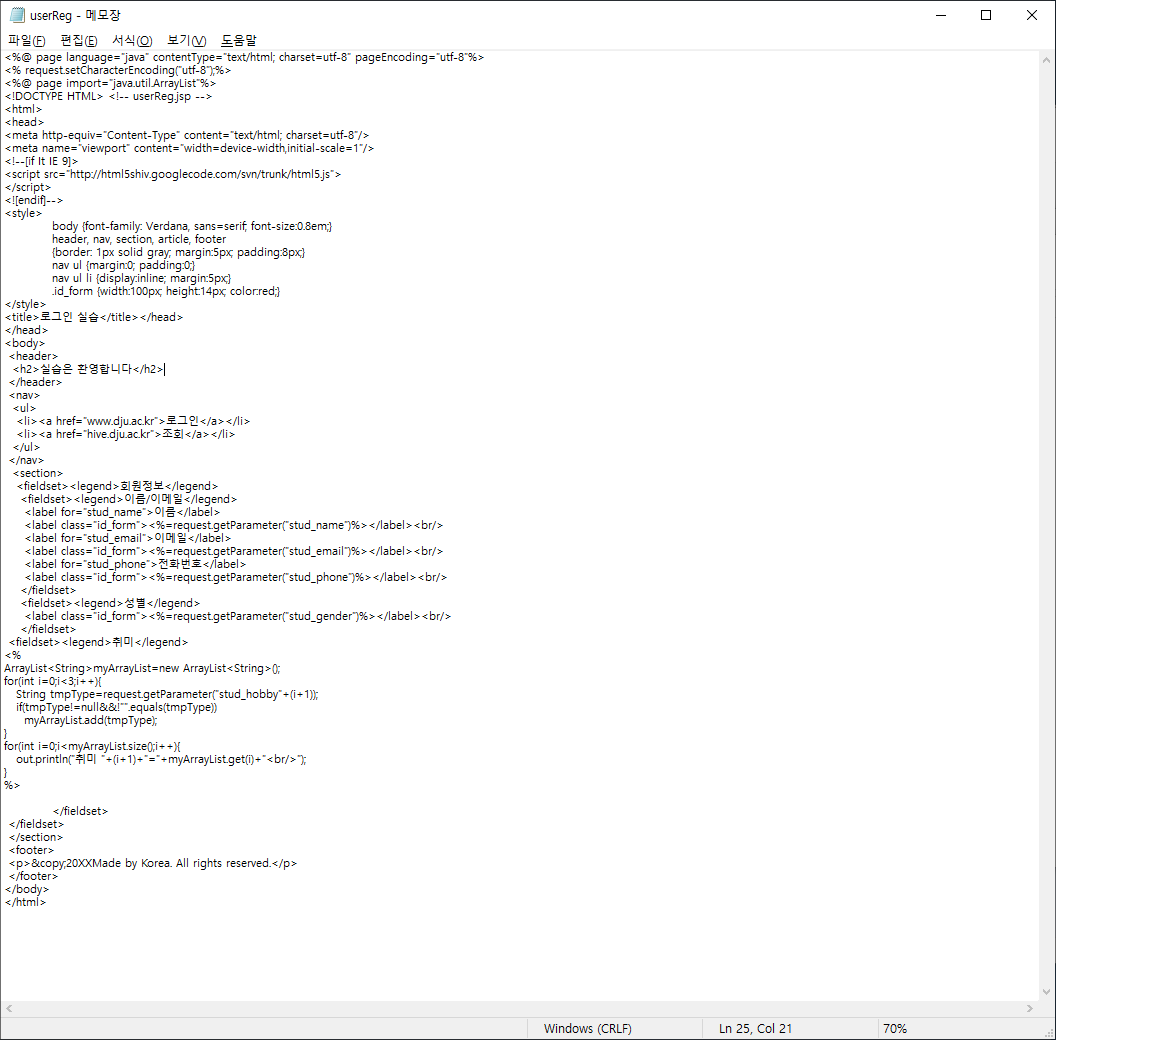 userReg - 메모장
파일(F) 편집(E) 서식(O) 보기(V) 도움말
<%@ page language="java" contentType="text/html; charset=utf-8" pageEncoding="utf-8"%>
<% request.setCharacterEncoding("utf-8");%>
<%@ page import="java.util.ArrayList"%>
<!DOCTYPE HTML> <!-- userReg.jsp -->
<html>
<head>
<meta http-equiv="Content-Type" content="text/html; charset=utf-8"/>
<meta name="viewport" content="width=device-width,initial-scale=1"/>
<!--[if lt IE 9]>
<script src="http://html5shiv.googlecode.com/svn/trunk/html5.js">
</script>
<![endif]-->
<style>
body {font-family: Verdana, sans=serif; font-size:0.8em;}
header, nav, section, article, footer
{border: 1px solid gray; margin:5px; padding:8px;}
nav ul {margin:0; padding:0;}
nav ul li {display:inline; margin:5px;}
.id_form {width:100px; height:14px; color:red;}
</style>
<title>로그인 실습</title></head>
</head>
<body>
<header>
<h2>실습은 환영합니다</h2>
</header>
<nav>
<ul>
<li><a href="www.dju.ac.kr">로그인</a></li>
<li><a href="hive.dju.ac.kr">조회</a></li>
</ul>
</nav>
<section>
<fieldset><legend>회원정보</legend>
<fieldset><legend>이름/이메일</legend>
<label for="stud_name">이름</label>
<label class="id_form"><%=request.getParameter("stud_name")%></label><br/>
<label for="stud_email">이메일</label>
<label class="id_form"><%=request.getParameter("stud_email")%></label><br/>
<label for="stud_phone">전화번호</label>
<label class="id_form"><%=request.getParameter("stud_phone")%></label><br/>
</fieldset>
<fieldset><legend>성별</legend>
<label class="id_form"><%=request.getParameter("stud_gender")%></label><br/>
</fieldset>
<fieldset><legend>취미</legend>
<%
ArrayList<String>myArrayList=new ArrayList<String>();
for(int i=0;i<3;i++){
String tmpType=request.getParameter("stud_hobby"+(i+1));
if(tmpType!=null&&!"".equals(tmpType))
myArrayList.add(tmpType);
}
for(int i=0;i<myArrayList.size();i++){
out.println("취미 "+(i+1)+"="+myArrayList.get(i)+"<br/>");
}
%>
</fieldset>
</fieldset>
</section>
<footer>
<p>&copy;20XXMade by Korea. All rights reserved.</p>
</footer>
</body>
</html>
Windows (CRLF) Ln 25, Col 21 70%